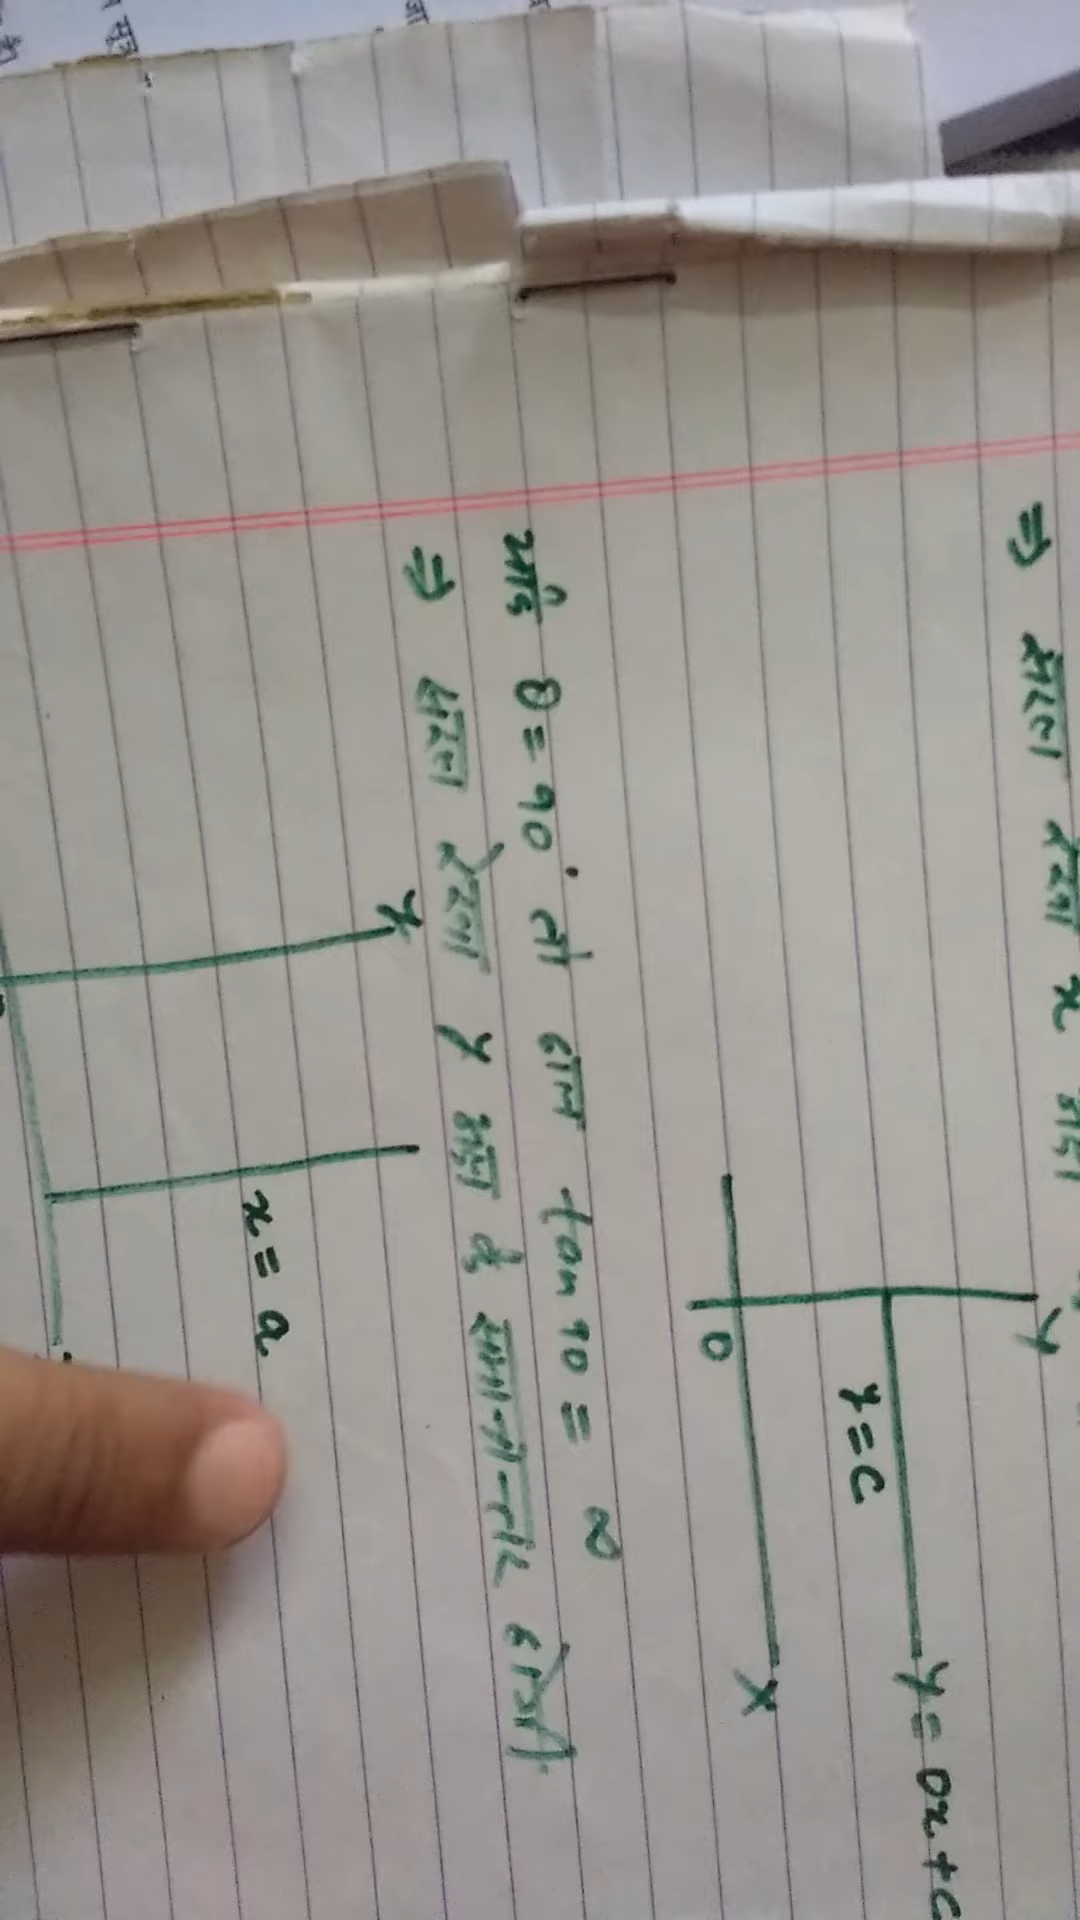 ⇒ सरल रेखा x अक्ष
Y
y = 0x + c
y = c
0
X
यदि θ = 90° तो ढाल tan 90 = ∞
⇒ सरल रेखा y अक्ष के समान्तर होगी
Y
x = a